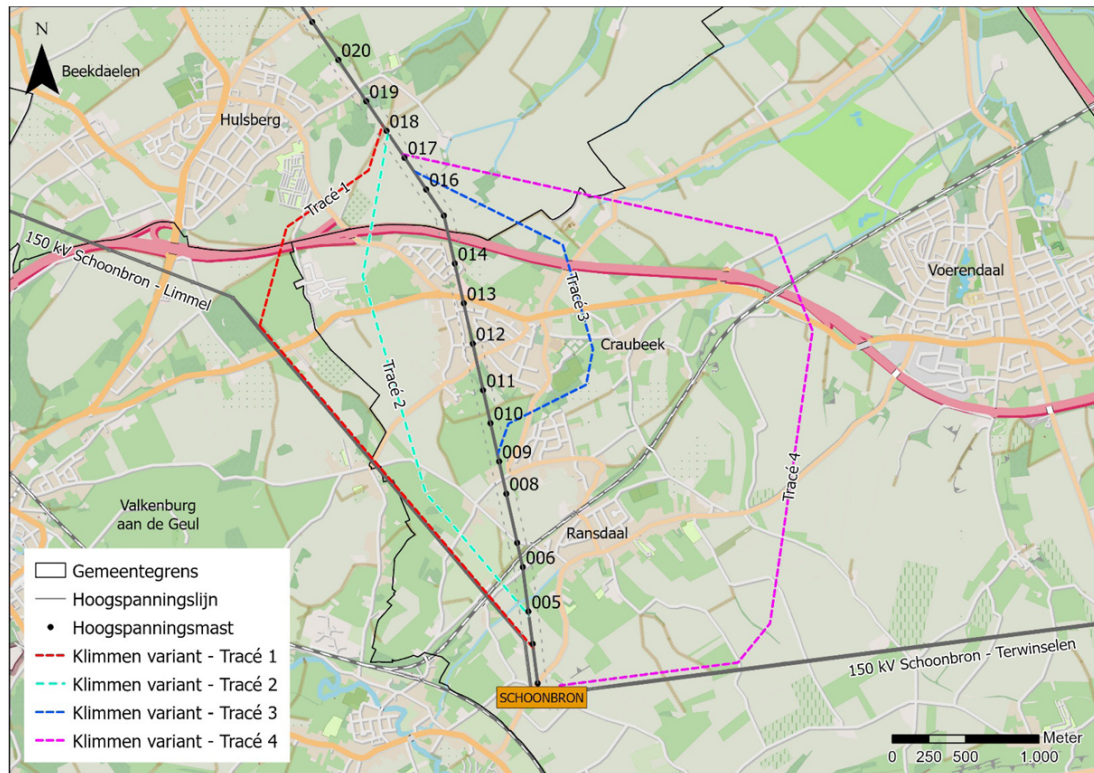 N
Beekdaelen
Hulsberg
020
019
018
017
016
Tracé 1
150 kV Schoonbron - Limmel
014
013
012
011
010
009
008
006
005
Tracé 2
Tracé 3
Craubeek
Voerendaal
Tracé 4
Valkenburg
aan de Geul
Ransdaal
150 kV Schoonbron - Terwinselen
SCHOONBRON
Gemeentegrens
Hoogspanningslijn
Hoogspanningsmast
Klimmen variant - Tracé 1
Klimmen variant - Tracé 2
Klimmen variant - Tracé 3
Klimmen variant - Tracé 4
Meter
0 250 500 1.000